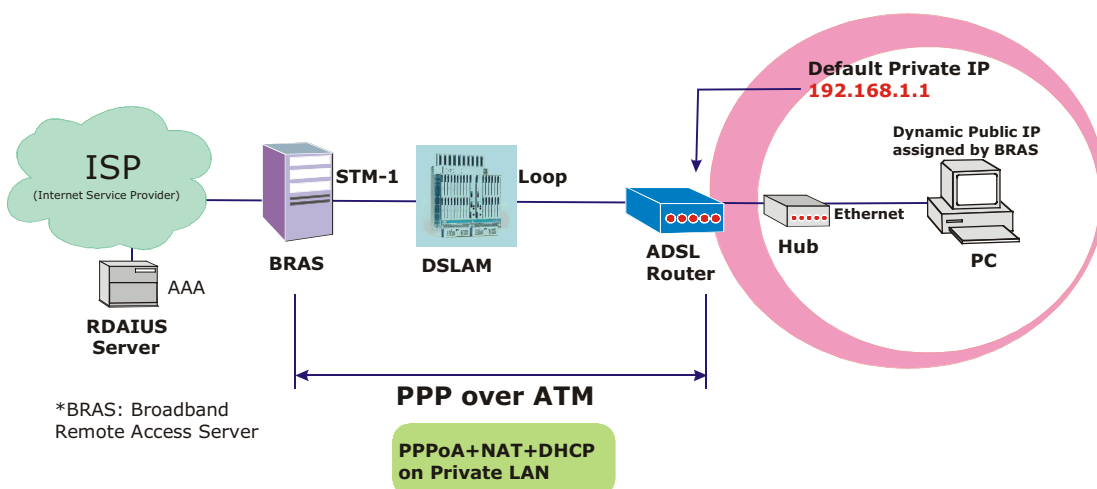 Default Private IP
192.168.1.1
Dynamic Public IP
assigned by BRAS
ISP
(Internet Service Provider)
STM-1
Loop
Ethernet
BRAS
DSLAM
ADSL
Router
Hub
PC
AAA
RDAIUS
Server
PPP over ATM
*BRAS: Broadband
Remote Access Server
PPPoA+NAT+DHCP
on Private LAN